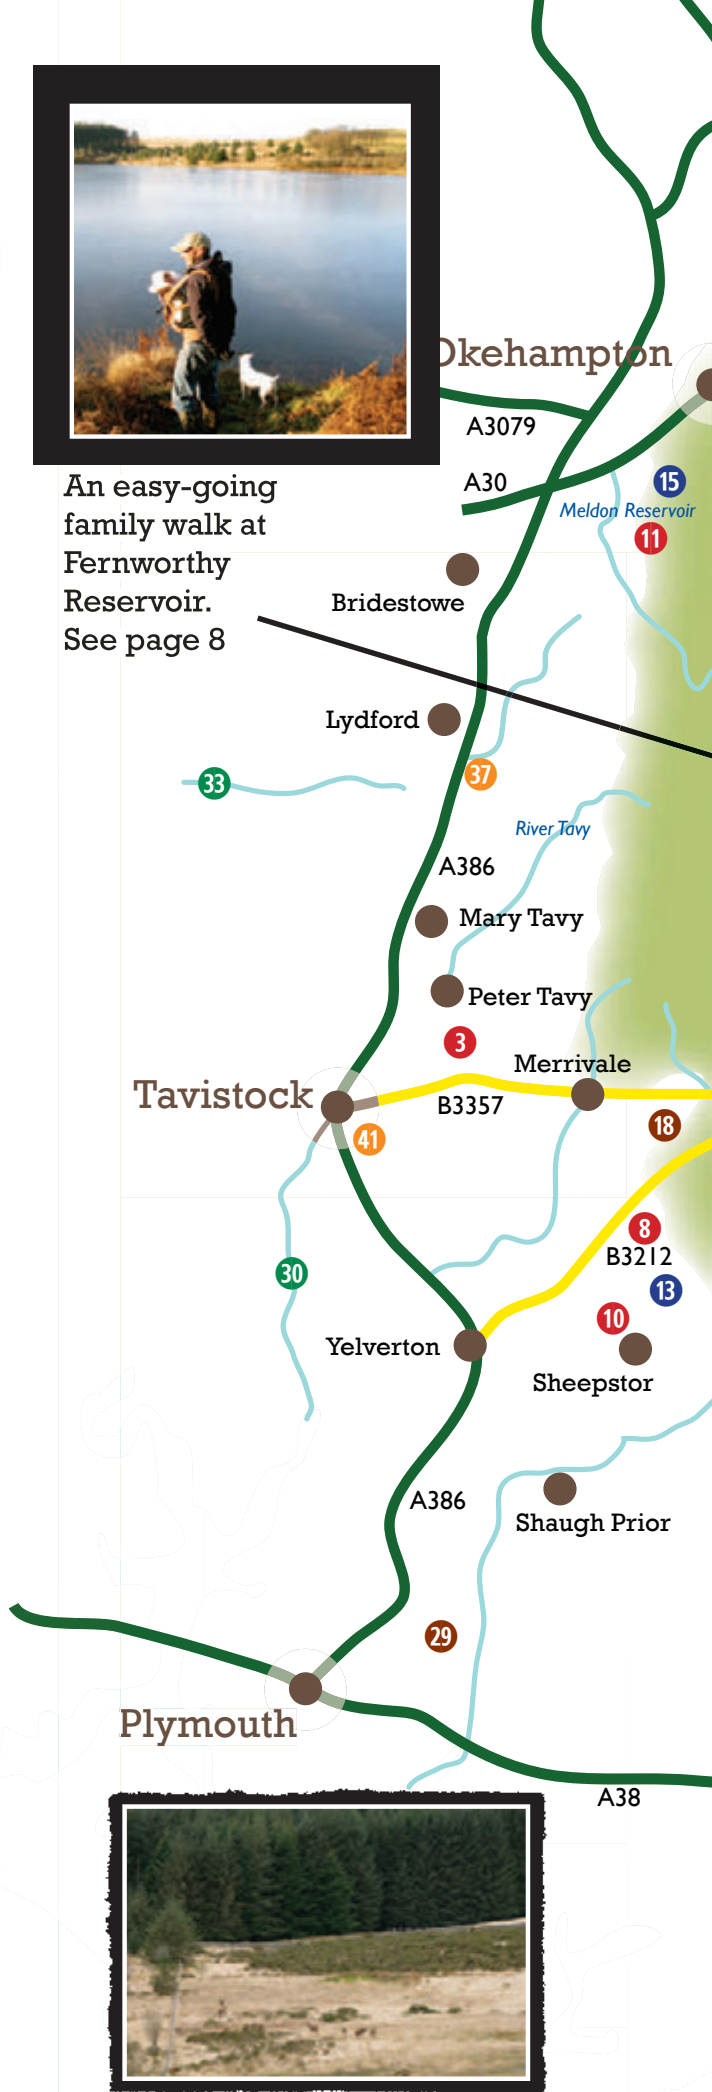 Okehampton
A3079
A30
15
Meldon Reservoir
11
An easy-going
family walk at
Fernworthy
Reservoir.
See page 8
Bridestowe
Lydford
37
33
River Tavy
A386
Mary Tavy
Peter Tavy
3
Merrivale
Tavistock
B3357
41
18
8
B3212
30
13
10
Yelverton
Sheepstor
A386
Shaugh Prior
29
Plymouth
A38